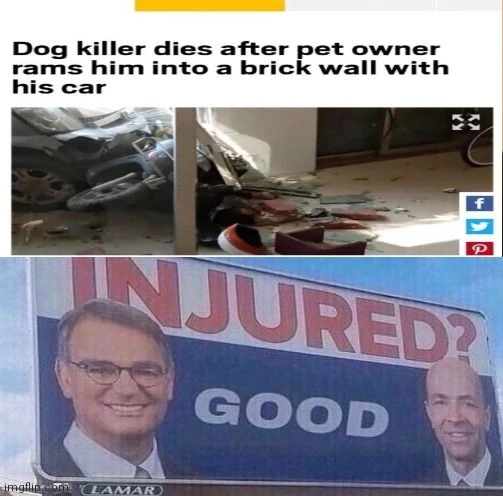 Dog killer dies after pet owner
rams him into a brick wall with
his car
f
INJURED?
GOOD
imgflip.com
LAMAR